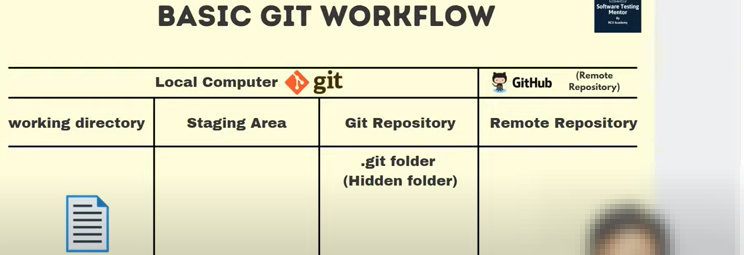 BASIC GIT WORKFLOW
Software Testing
Mentor
By
Local Computer git
GitHub
(Remote
Repository)
working directory
Staging Area
Git Repository
Remote Repository
.git folder
(Hidden folder)